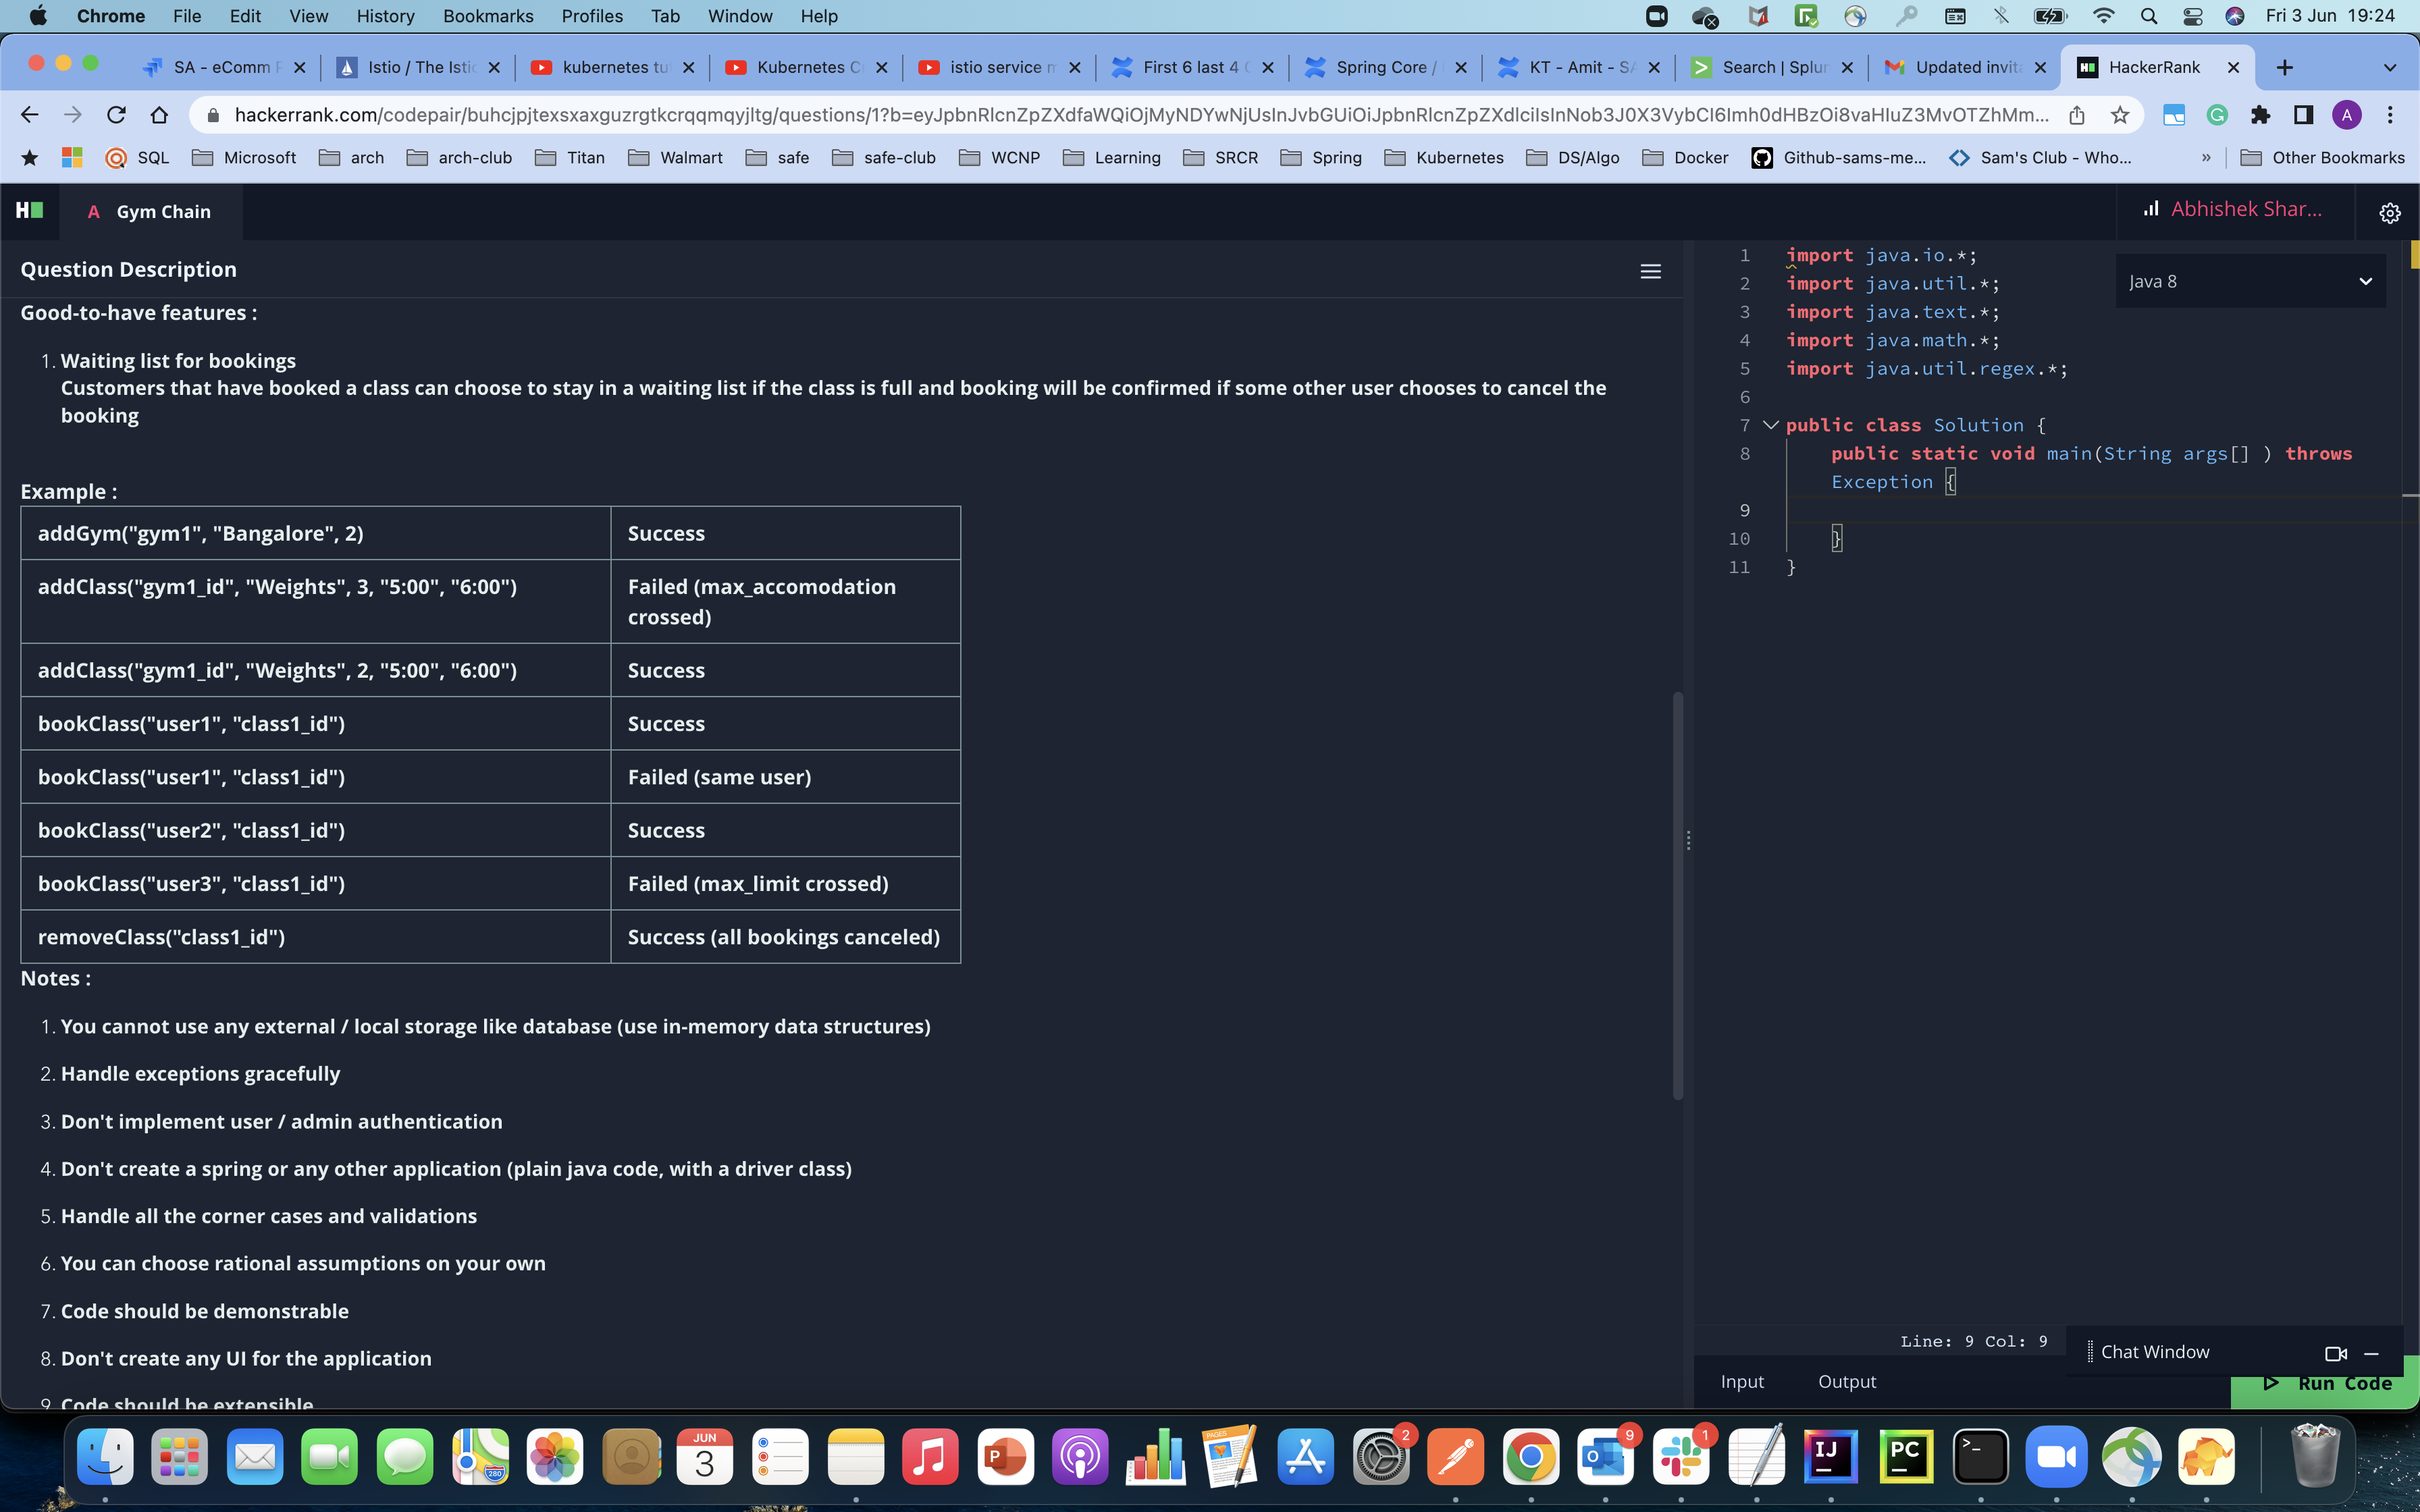 Chrome File Edit View History Bookmarks Profiles Tab Window Help Fri 3 Jun 19:24
SA - eComm Istio / The Istio kubernetes tu Kubernetes istio service First 6 last 4 Spring Core / KT - Amit - SA Search | Splun Updated invita HackerRank
hackerrank.com/codepair/buhcjpjtexsxaxguzrgtkcrqqmqyjltg/questions/1?b=eyJpbnRlcnZpZXdfaWQiOjMyNDYwNjUsInJvbGUiOiJpbnRlcnZpZXdlciIsInNob3J0X3VybCI6Imh0dHBzOi8vaHIuZ3MvOTZhMm...
SQL Microsoft arch arch-club Titan Walmart safe safe-club WCNP Learning SRCR Spring Kubernetes DS/Algo Docker Github-sams-me... Sam's Club - Who... » Other Bookmarks
H A Gym Chain Abhishek Shar...
Question Description
Good-to-have features :
1. Waiting list for bookings
Customers that have booked a class can choose to stay in a waiting list if the class is full and booking will be confirmed if some other user chooses to cancel the
booking
Example :
addGym("gym1", "Bangalore", 2) Success
addClass("gym1_id", "Weights", 3, "5:00", "6:00") Failed (max_accomodation
crossed)
addClass("gym1_id", "Weights", 2, "5:00", "6:00") Success
bookClass("user1", "class1_id") Success
bookClass("user1", "class1_id") Failed (same user)
bookClass("user2", "class1_id") Success
bookClass("user3", "class1_id") Failed (max_limit crossed)
removeClass("class1_id") Success (all bookings canceled)
Notes :
1. You cannot use any external / local storage like database (use in-memory data structures)
2. Handle exceptions gracefully
3. Don't implement user / admin authentication
4. Don't create a spring or any other application (plain java code, with a driver class)
5. Handle all the corner cases and validations
6. You can choose rational assumptions on your own
7. Code should be demonstrable
8. Don't create any UI for the application
9. Code should be extensible
Java 8
1 import java.io.*;
2 import java.util.*;
3 import java.text.*;
4 import java.math.*;
5 import java.util.regex.*;
6
7 public class Solution {
8 public static void main(String args[] ) throws
Exception {
9
10 }
11 }
Line: 9 Col: 9
Chat Window
Input Output Run Code
JUN
3
280
P
PAGES
2
9
1
IJ
PC
>_